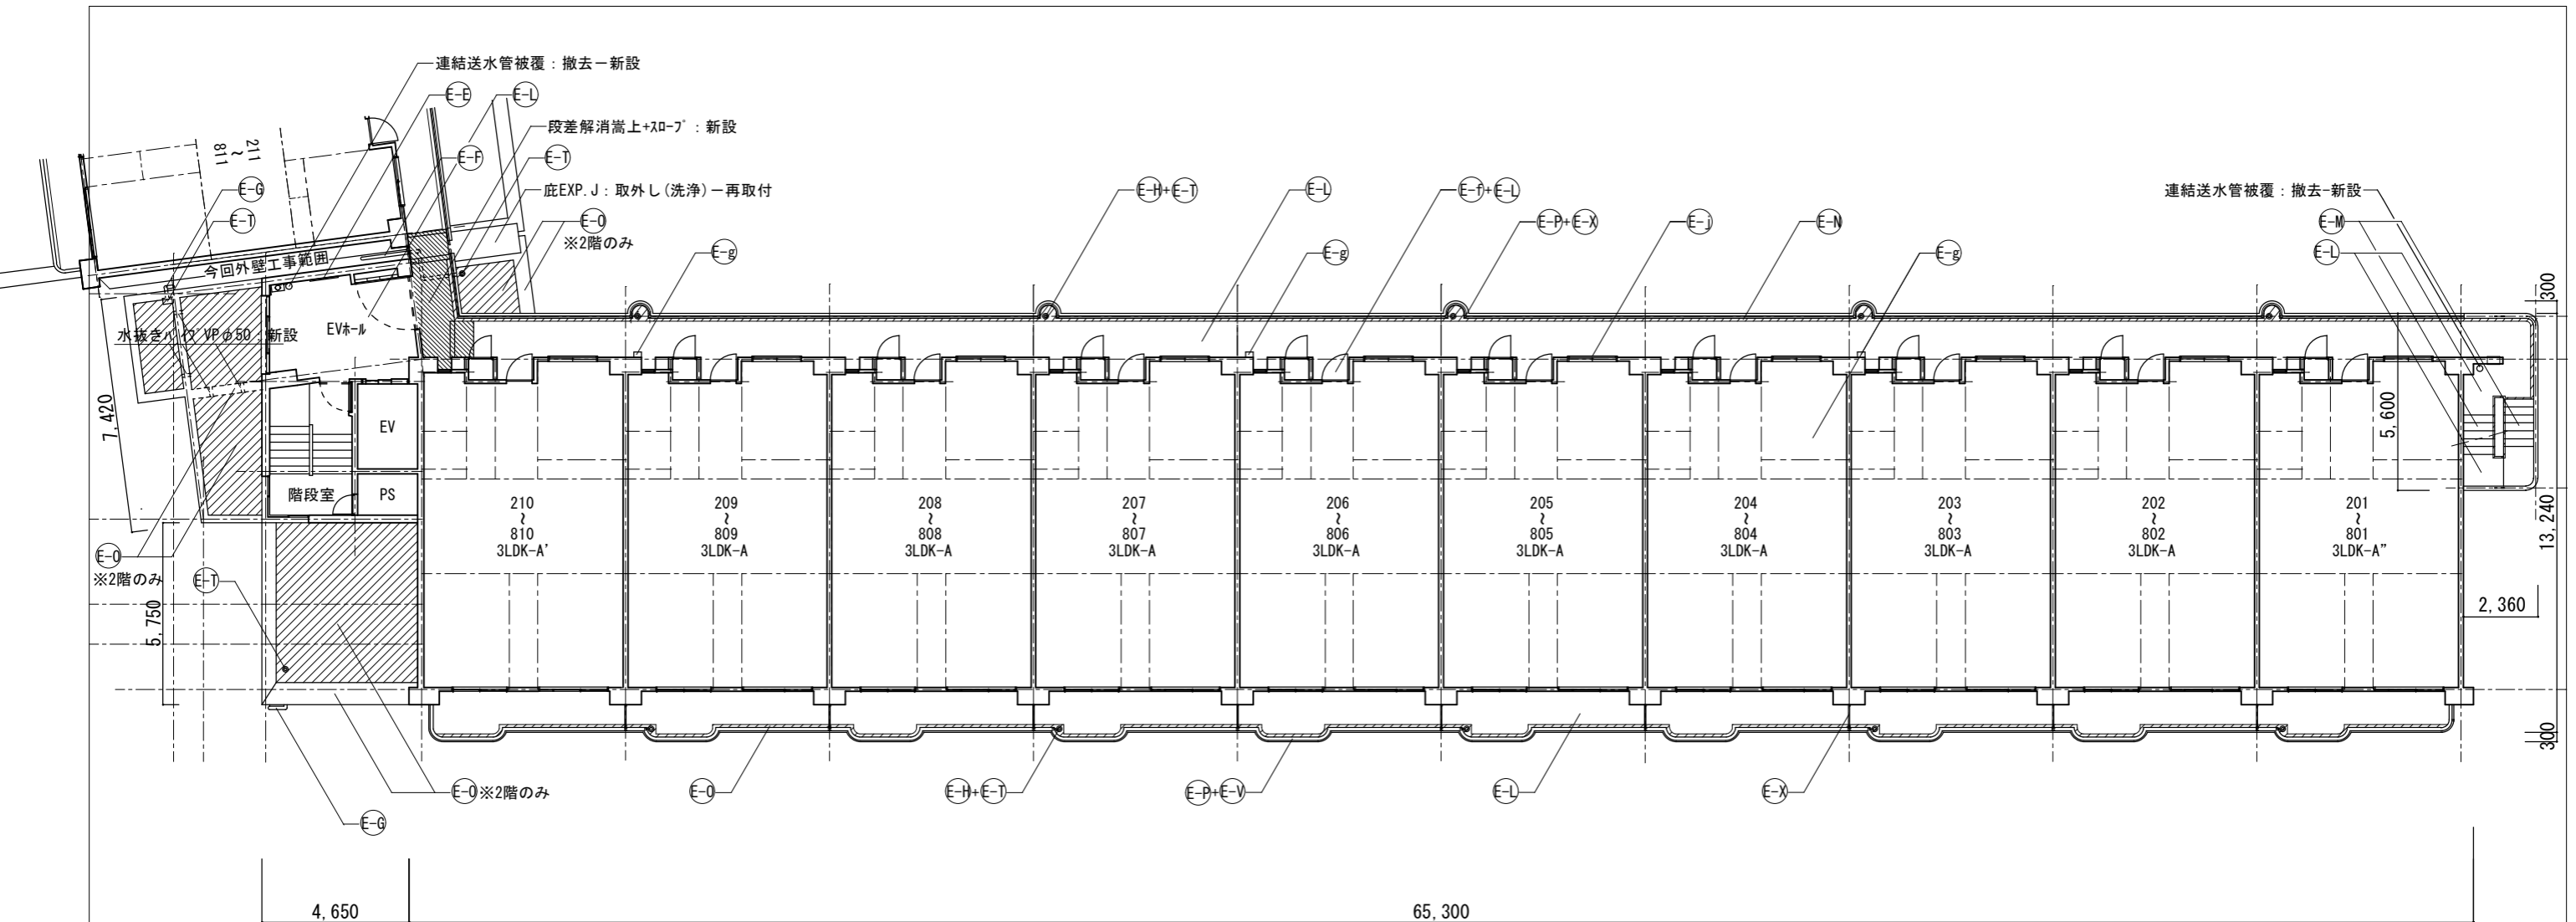 連結送水管被覆：撤去－新設
E-E
E-L
段差解消嵩上+ｽﾛｰﾌﾟ：新設
E-F
E-T
庇EXP.J：取外し(洗浄)－再取付
E-O
※2階のみ
211
～
811
E-G
E-T
今回外壁工事範囲
EVﾎｰﾙ
水抜きﾊﾟｲﾌﾟVPφ50：新設
E-g
E-H+E-T
E-L
E-g
E-f+E-L
E-P+E-X
E-j
E-N
E-g
連結送水管被覆：撤去-新設
E-M
E-L
300
7,420
EV
階段室
PS
5,600
13,240
2,360
300
210
～
810
3LDK-A'
209
～
809
3LDK-A
208
～
808
3LDK-A
207
～
807
3LDK-A
206
～
806
3LDK-A
205
～
805
3LDK-A
204
～
804
3LDK-A
203
～
803
3LDK-A
202
～
802
3LDK-A
201
～
801
3LDK-A"
E-O
※2階のみ
E-T
5,750
E-O※2階のみ
E-G
E-O
E-H+E-T
E-P+E-V
E-L
E-X
4,650
65,300